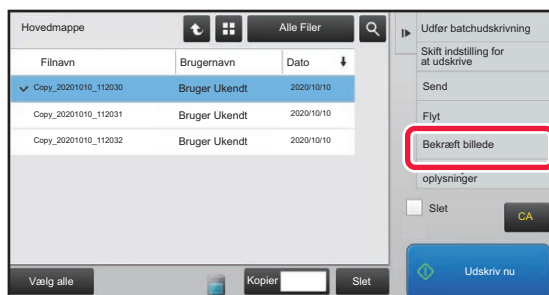 Hovedmappe
Alle Filer
Filnavn Brugernavn Dato
Copy_20201010_112030 Bruger Ukendt 2020/10/10
Copy_20201010_112031 Bruger Ukendt 2020/10/10
Copy_20201010_112032 Bruger Ukendt 2020/10/10
Vælg alle
Kopier
Slet
Udfør batchudskrivning
Skift indstilling for
at udskrive
Send
Flyt
Bekræft billede
oplysninger
Slet
CA
Udskriv nu